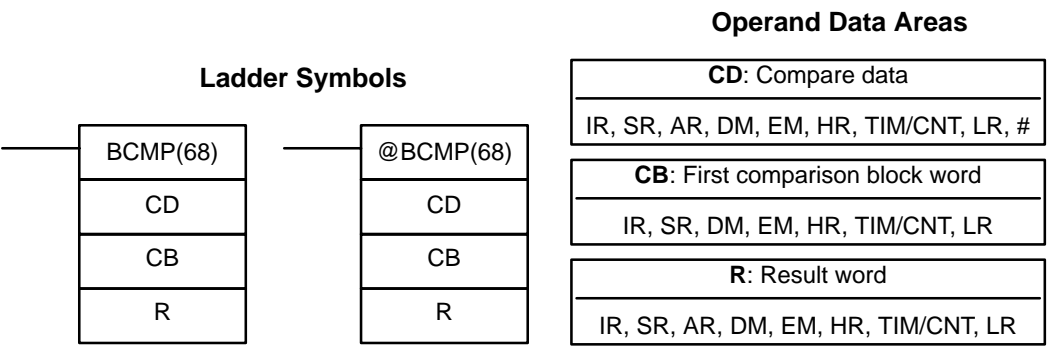 Operand Data Areas
Ladder Symbols
CD: Compare data
IR, SR, AR, DM, EM, HR, TIM/CNT, LR, #
BCMP(68)
CD
CB
R
@BCMP(68)
CD
CB
R
CB: First comparison block word
IR, SR, DM, EM, HR, TIM/CNT, LR
R: Result word
IR, SR, AR, DM, EM, HR, TIM/CNT, LR